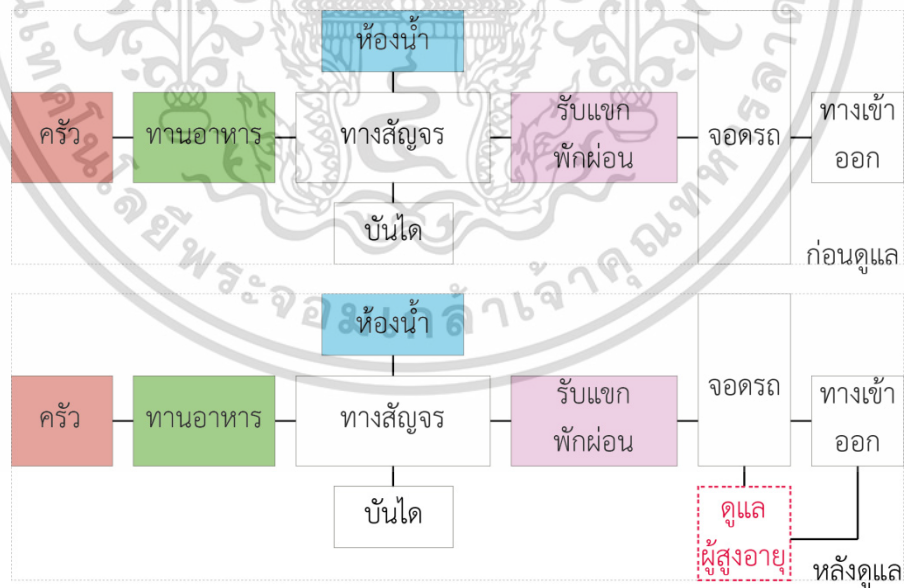 ห้องน้ำ
ครัว
ทานอาหาร
ทางสัญจร
รับแขก
พักผ่อน
จอดรถ
ทางเข้า
ออก
บันได
ก่อนดูแล
ห้องน้ำ
ครัว
ทานอาหาร
ทางสัญจร
รับแขก
พักผ่อน
จอดรถ
ทางเข้า
ออก
บันได
ดูแล
ผู้สูงอายุ
หลังดูแล